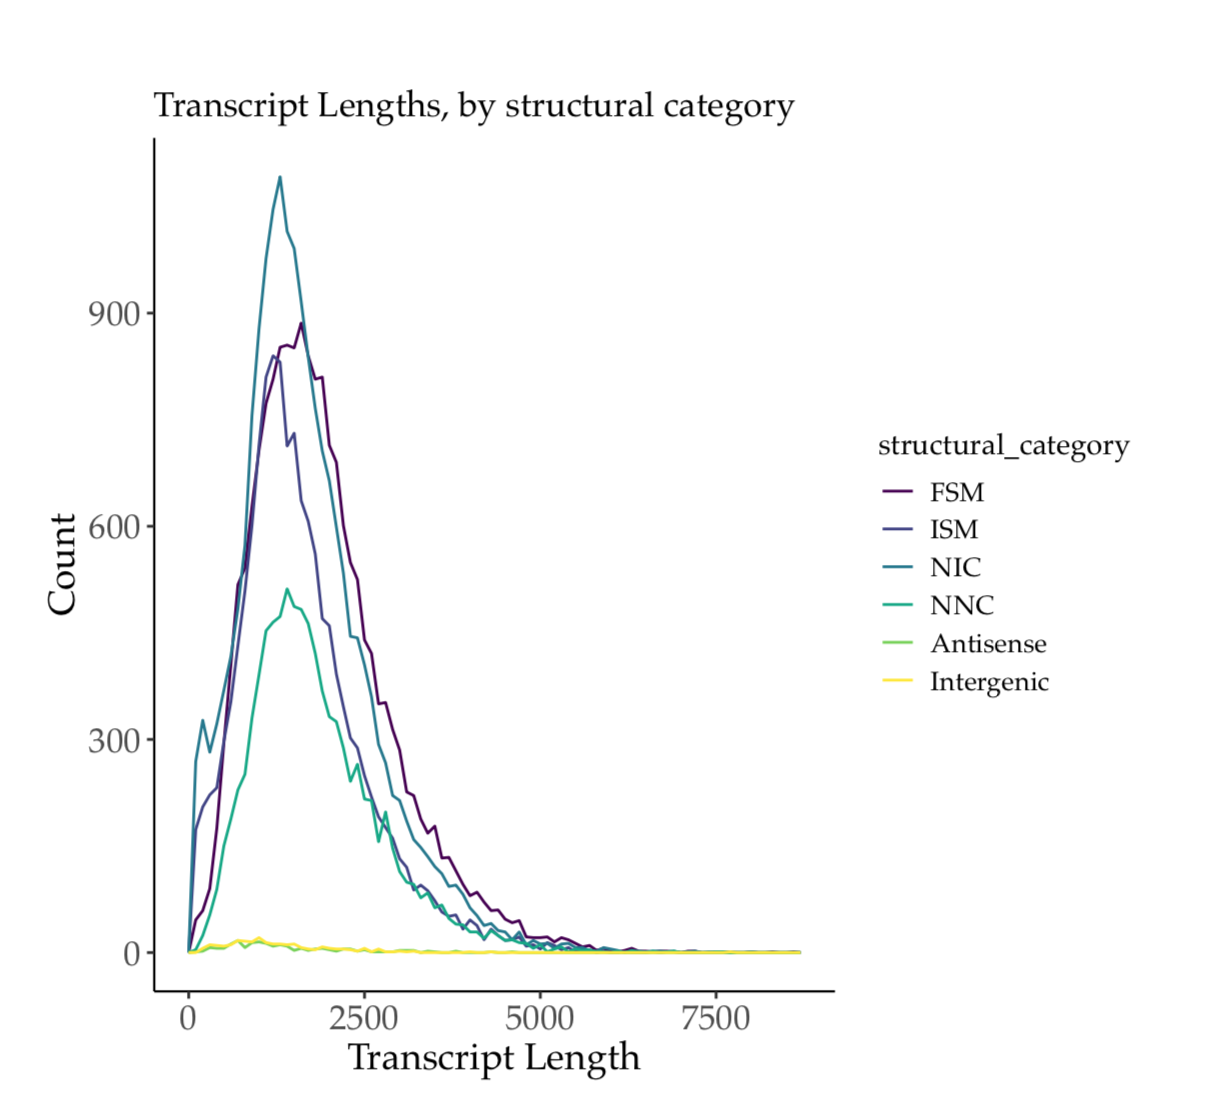 Transcript Lengths, by structural category
900
600
300
0
Count
0 2500 5000 7500
Transcript Length
structural_category
FSM
ISM
NIC
NNC
Antisense
Intergenic